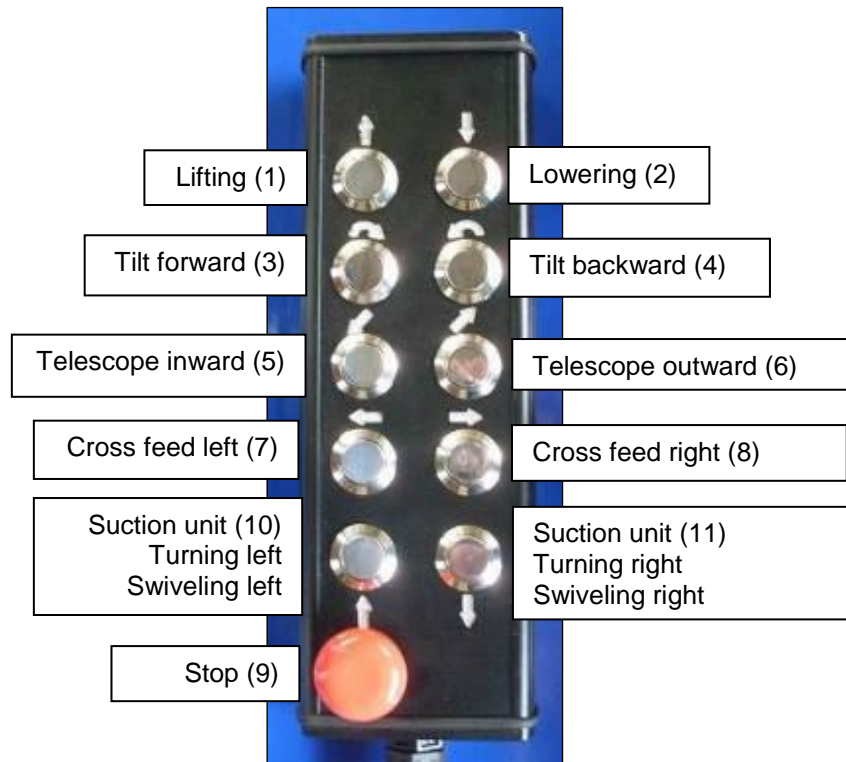 Lifting (1)
Lowering (2)
Tilt forward (3)
Tilt backward (4)
Telescope inward (5)
Telescope outward (6)
Cross feed left (7)
Cross feed right (8)
Suction unit (10)
Turning left
Swiveling left
Suction unit (11)
Turning right
Swiveling right
Stop (9)